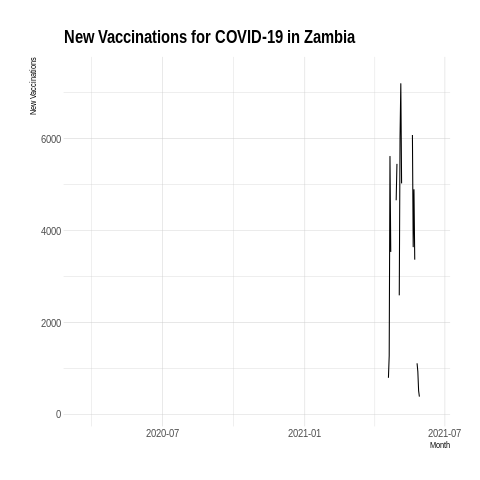 New Vaccinations for COVID-19 in Zambia
New Vaccinations
6000
4000
2000
0
2020-07
2021-01
2021-07
Month